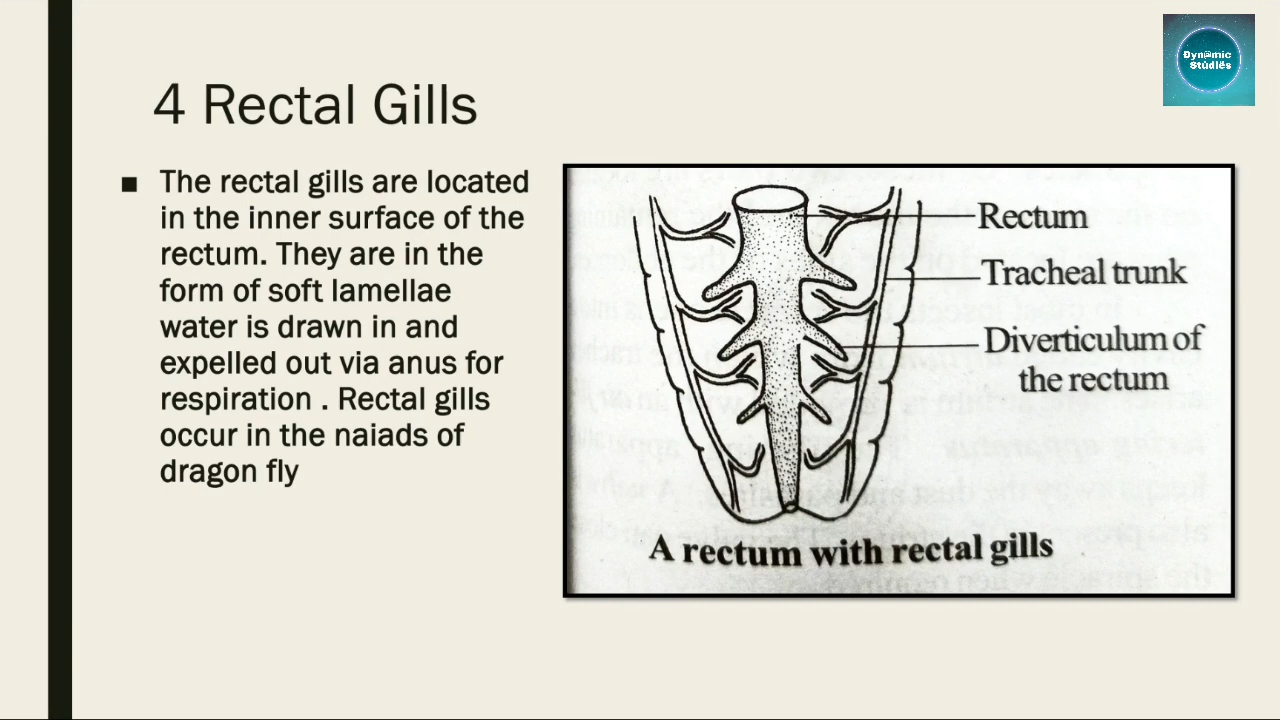 Dynamic
Studies
4 Rectal Gills
■ The rectal gills are located
in the inner surface of the
rectum. They are in the
form of soft lamellae
water is drawn in and
expelled out via anus for
respiration . Rectal gills
occur in the naiads of
dragon fly
Rectum
Tracheal trunk
Diverticulum of
the rectum
A rectum with rectal gills